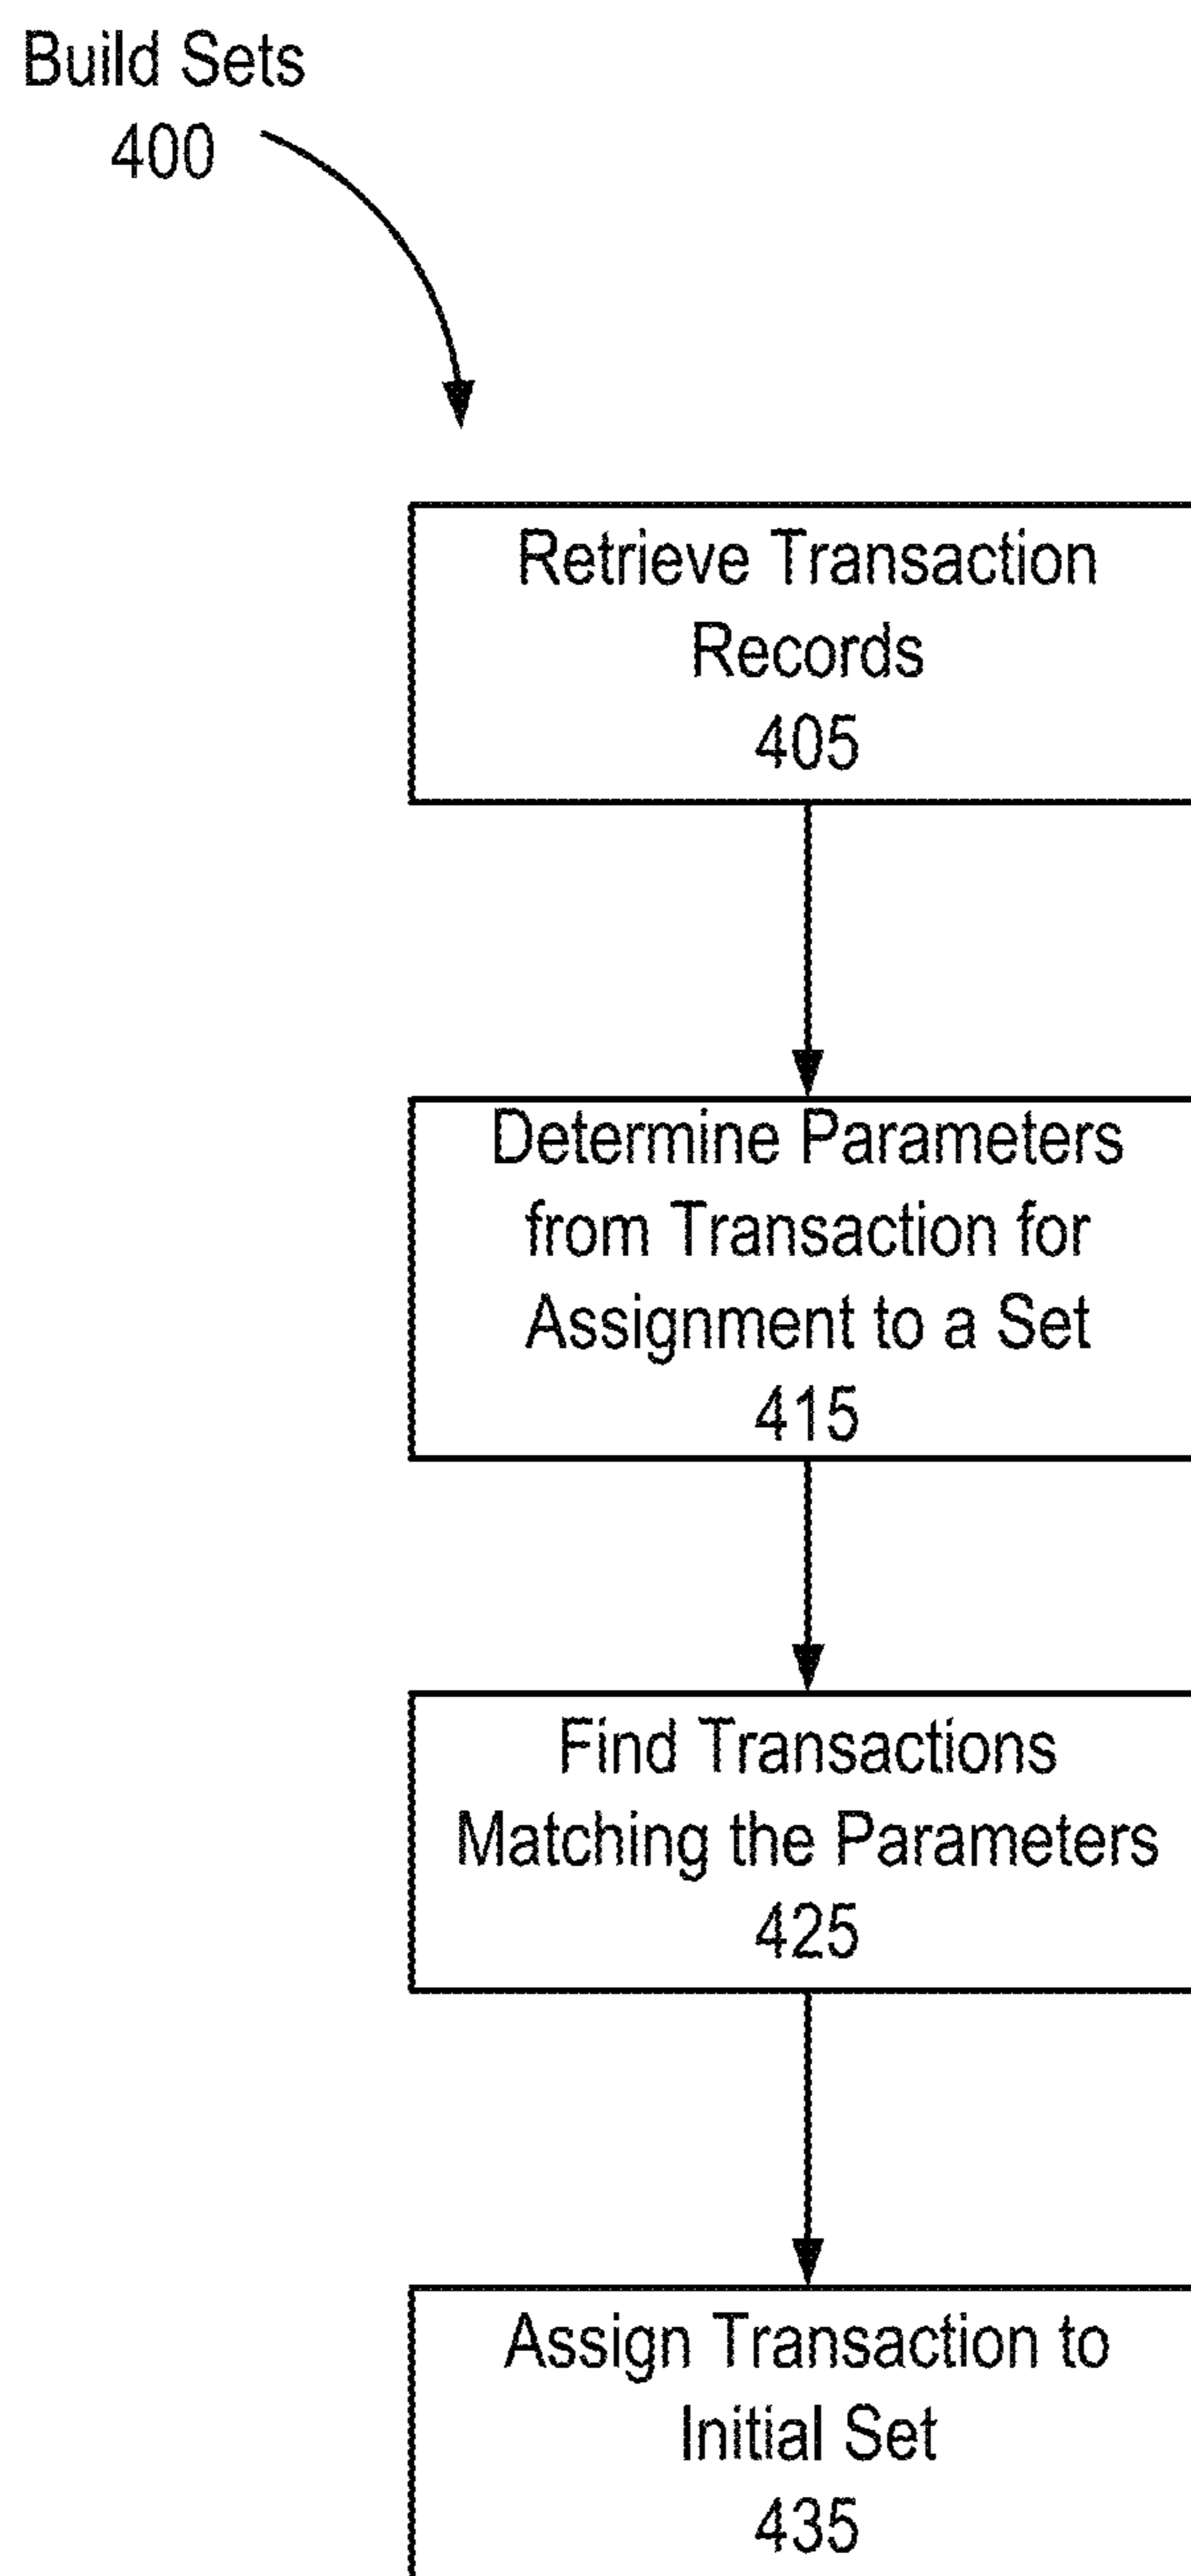 Build Sets
400
Retrieve Transaction
Records
405
Determine Parameters
from Transaction for
Assignment to a Set
415
Find Transactions
Matching the Parameters
425
Assign Transaction to
Initial Set
435